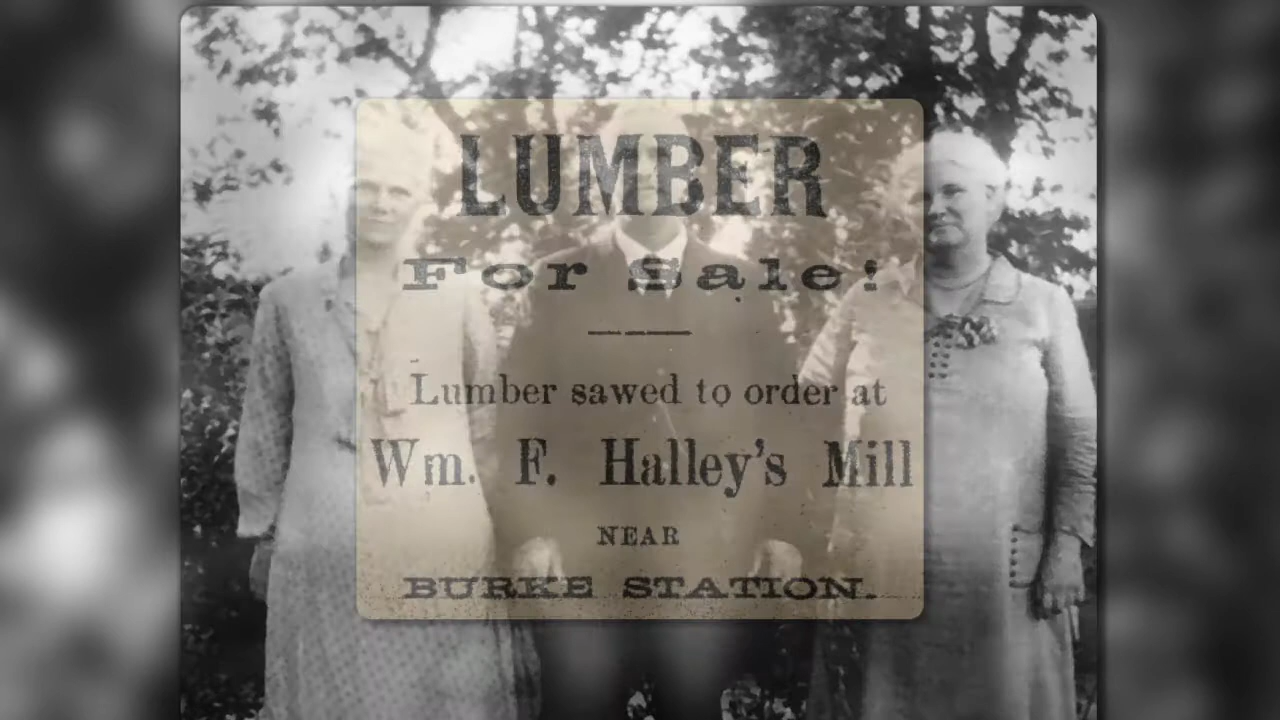 LUMBER
For Sale!
Lumber sawed to order at
Wm. F. Halley's Mill
NEAR
BURKE STATION.